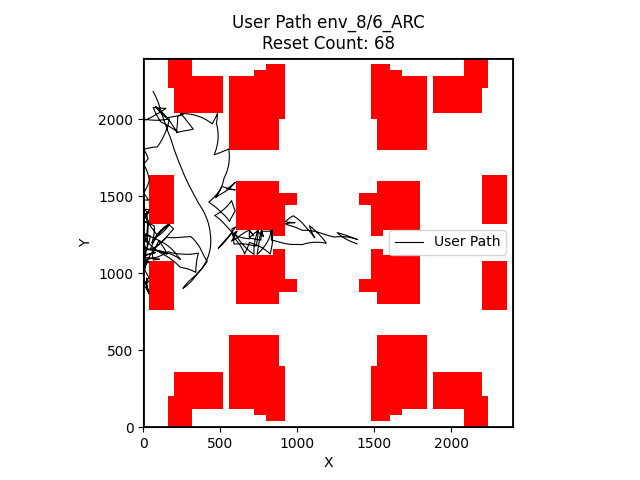 User Path env_8/6_ARC
Reset Count: 68
Y
2000
1500
1000
500
0
User Path
0 500 1000 1500 2000
X